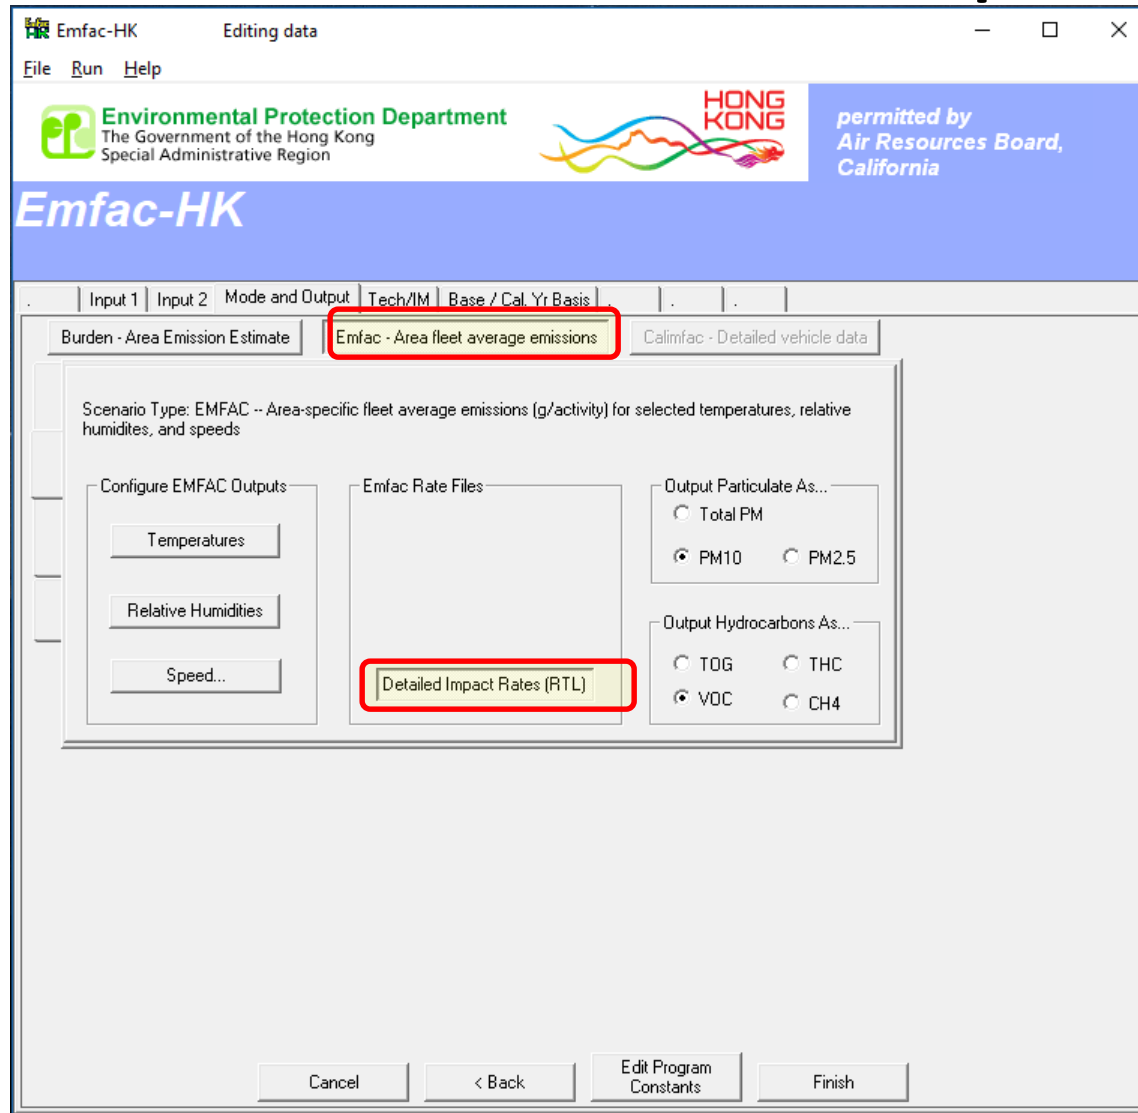 Emfac-HK Editing data
File Run Help
Environmental Protection Department
The Government of the Hong Kong
Special Administrative Region
HONG
KONG
permitted by
Air Resources Board,
California
Emfac-HK
. Input 1 Input 2 Mode and Output Tech/IM Base / Cal. Yr Basis . . .
Burden - Area Emission Estimate Emfac - Area fleet average emissions Calimfac - Detailed vehicle data
Scenario Type: EMFAC -- Area-specific fleet average emissions (g/activity) for selected temperatures, relative
humidites, and speeds
Configure EMFAC Outputs
Temperatures
Relative Humidities
Speed...
Emfac Rate Files
Detailed Impact Rates (RTL)
Output Particulate As...
Total PM
PM10 PM2.5
Output Hydrocarbons As...
TOG THC
VOC CH4
Cancel < Back Edit Program Constants Finish